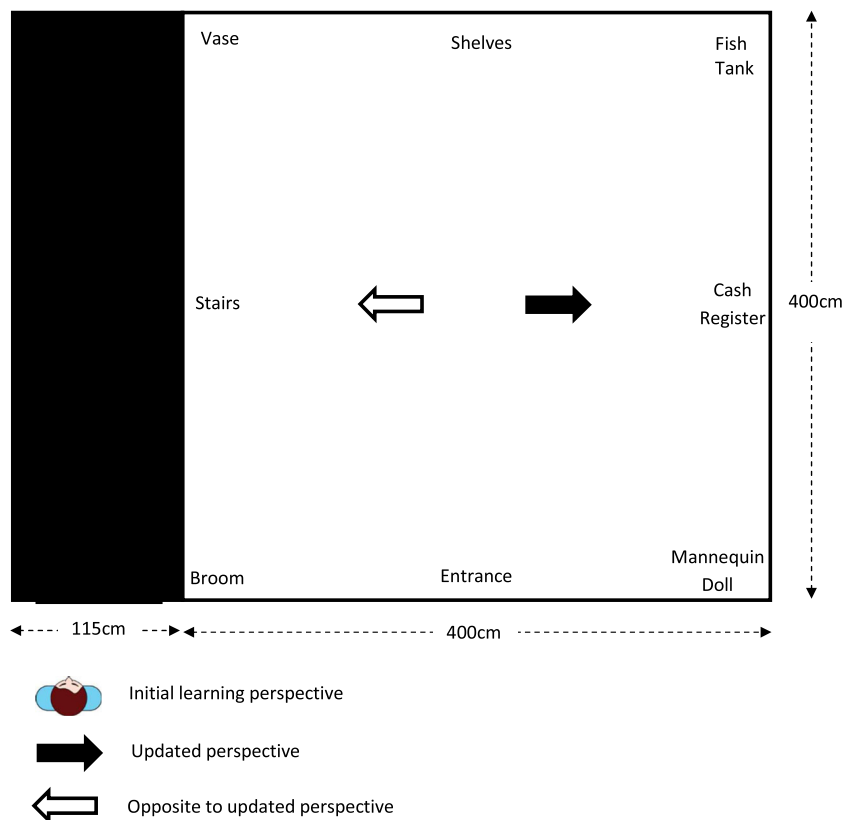 Vase
Shelves
Fish
Tank
Stairs
Cash
Register
400cm
Broom
Entrance
Mannequin
Doll
115cm
400cm
Initial learning perspective
Updated perspective
Opposite to updated perspective